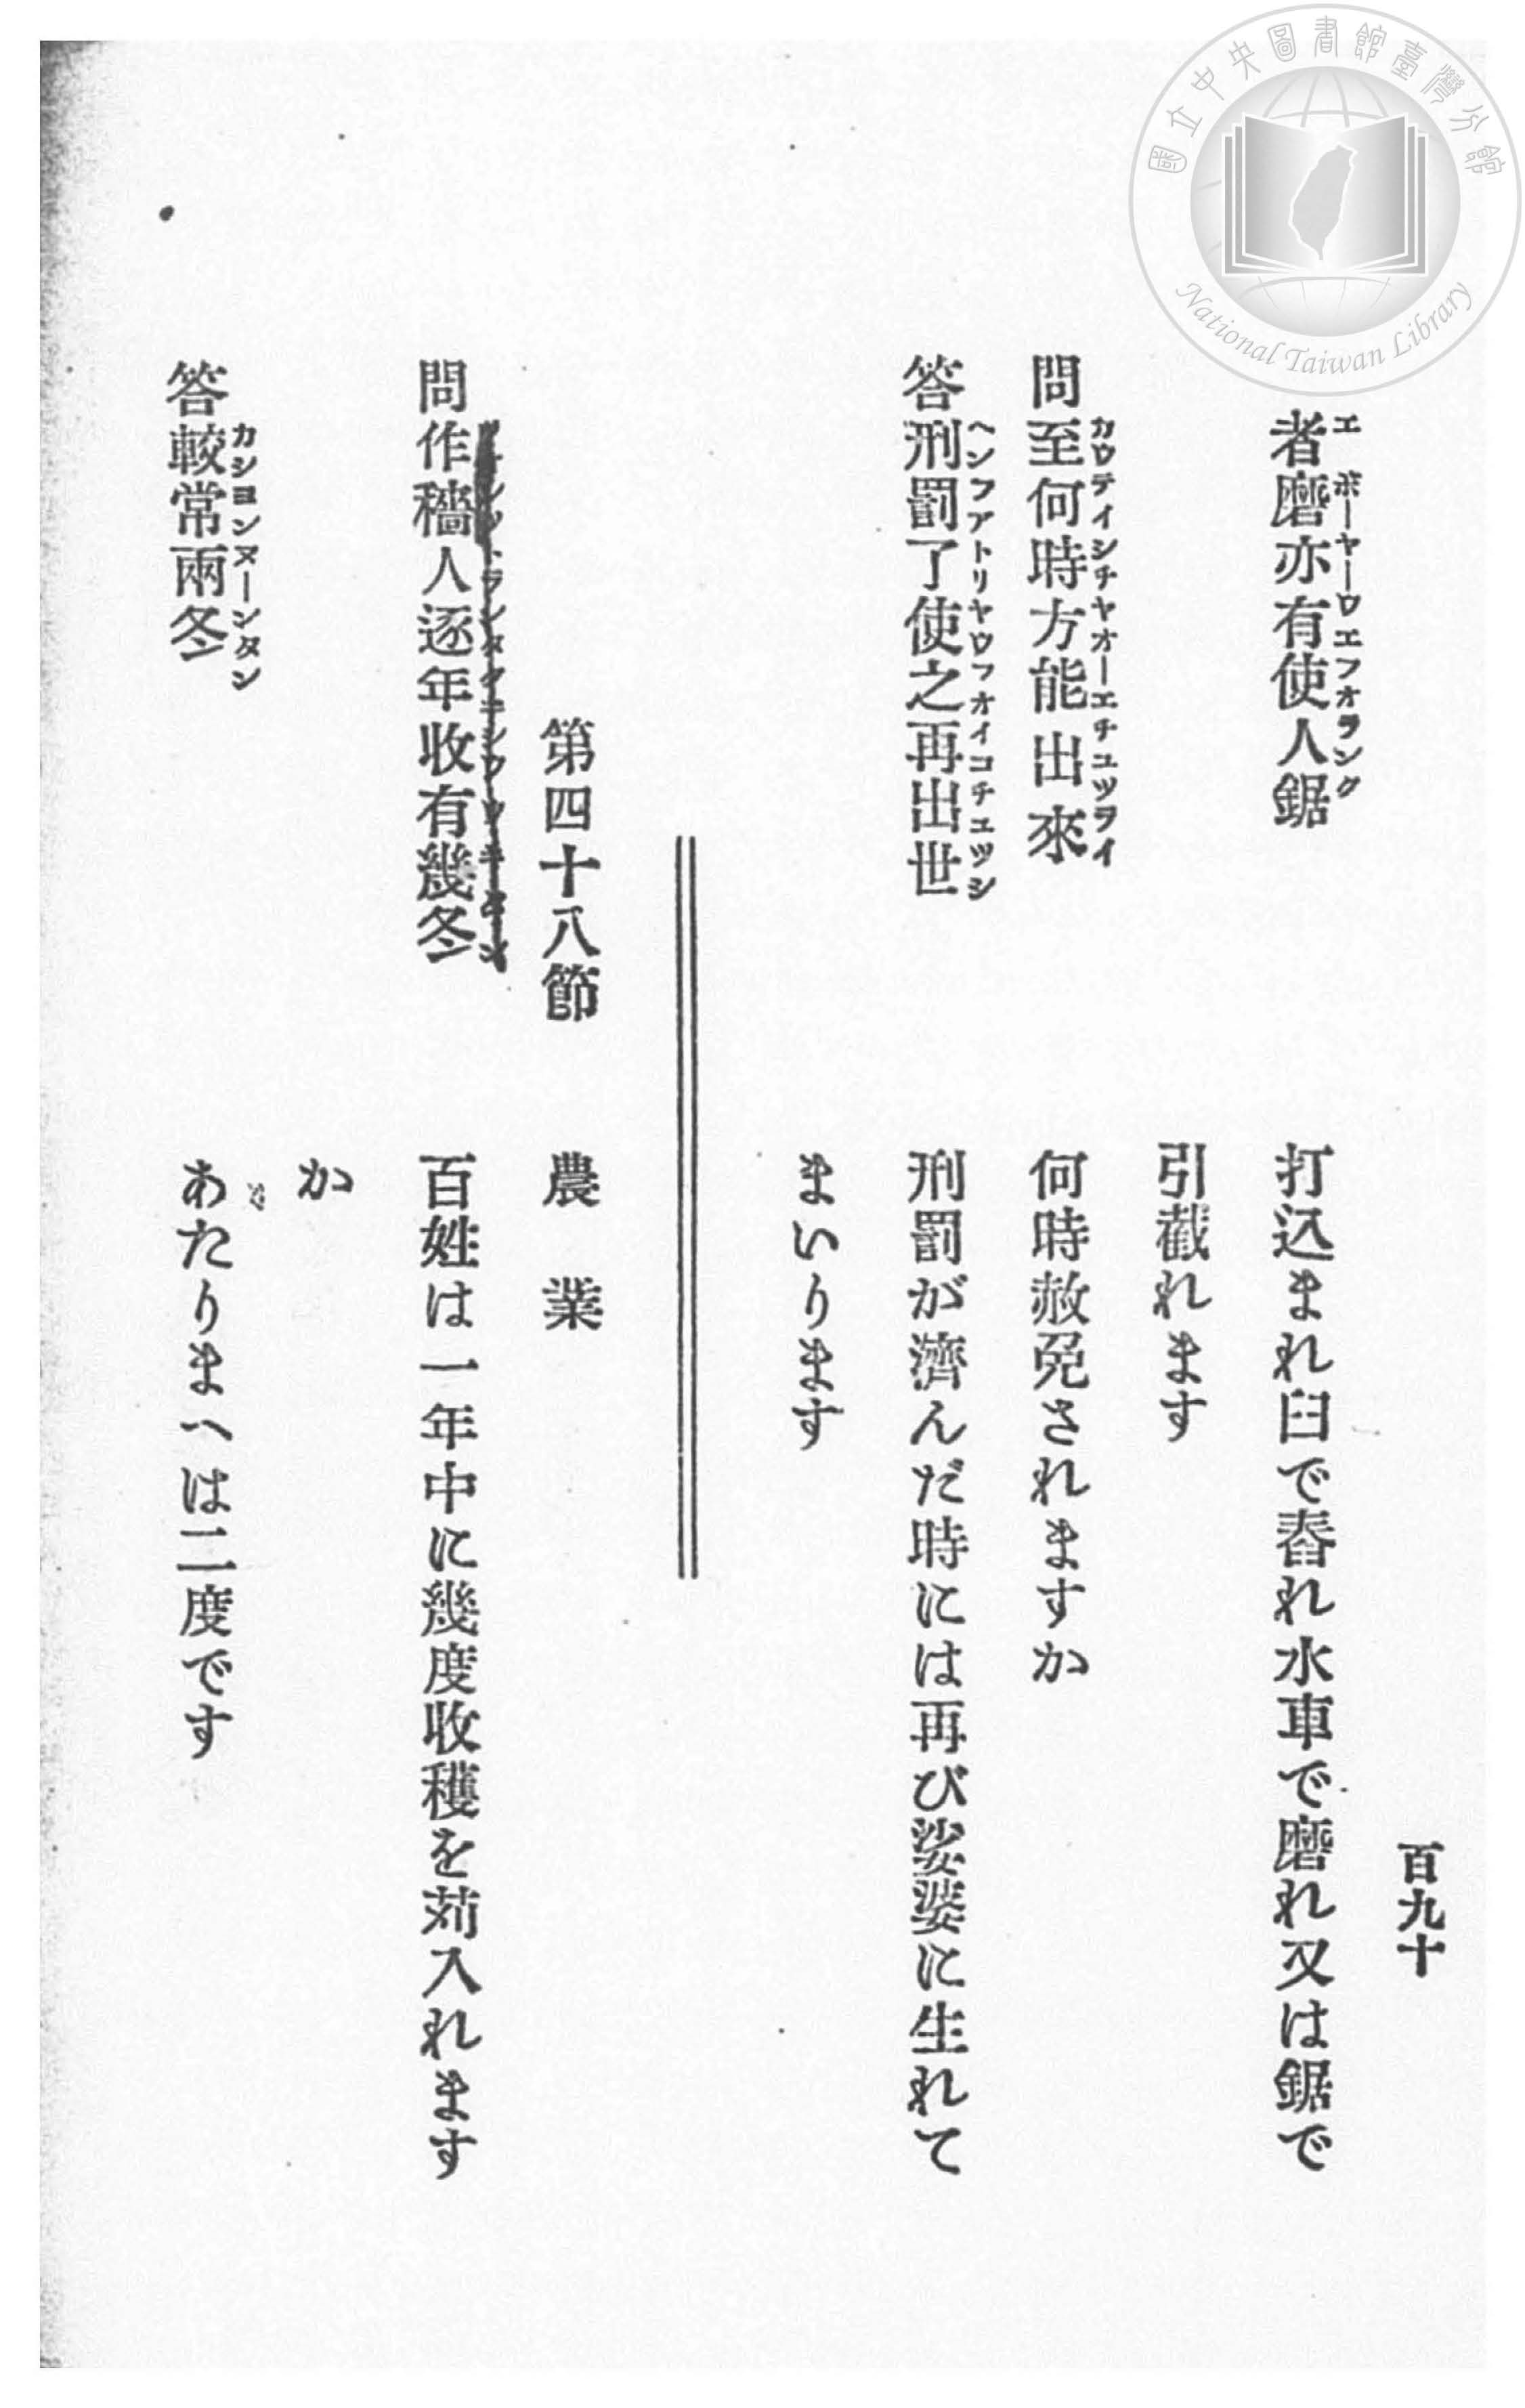 國立中央圖書館臺灣分館
National Taiwan Library
百九十
エ ボーヤーウエフオランク
者磨亦有使人鋸
打込まれ臼で舂れ水車で磨れ又は鋸で
引截れます
カウテイシチヤオーエチユツヲイ
問至何時方能出來
何時赦免されますか
ヘンフアトリヤウフオイコチユツシ
答刑罰了使之再出世
刑罰が濟んだ時には再び娑婆に生れて
まいります
第四十八節
農業
問作穡人逐年收有幾冬
百姓は一年中に幾度收穫を苅入れます
か
カシヨンヌーンタン
答較常兩冬
あたりまへは二度です